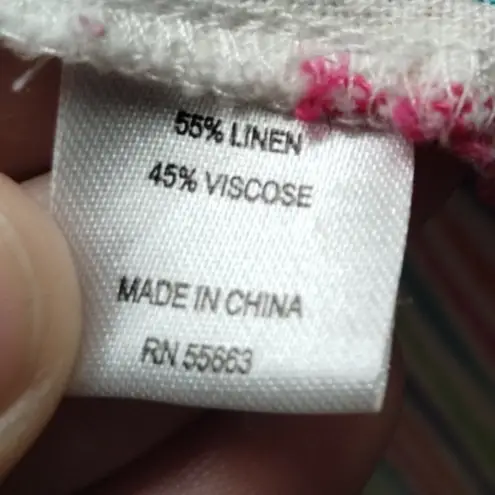 55% LINEN
45% VISCOSE
MADE IN CHINA
RN 55663